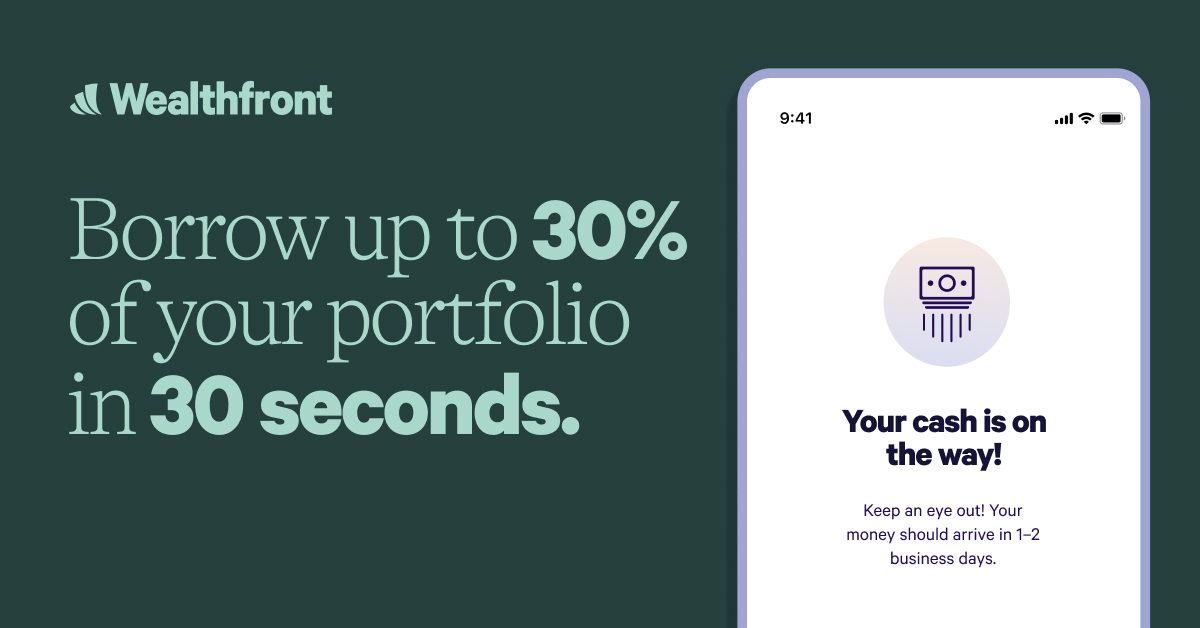 Wealthfront
Borrow up to 30%
of your portfolio
in 30 seconds.
9:41
Your cash is on
the way!
Keep an eye out! Your
money should arrive in 1–2
business days.